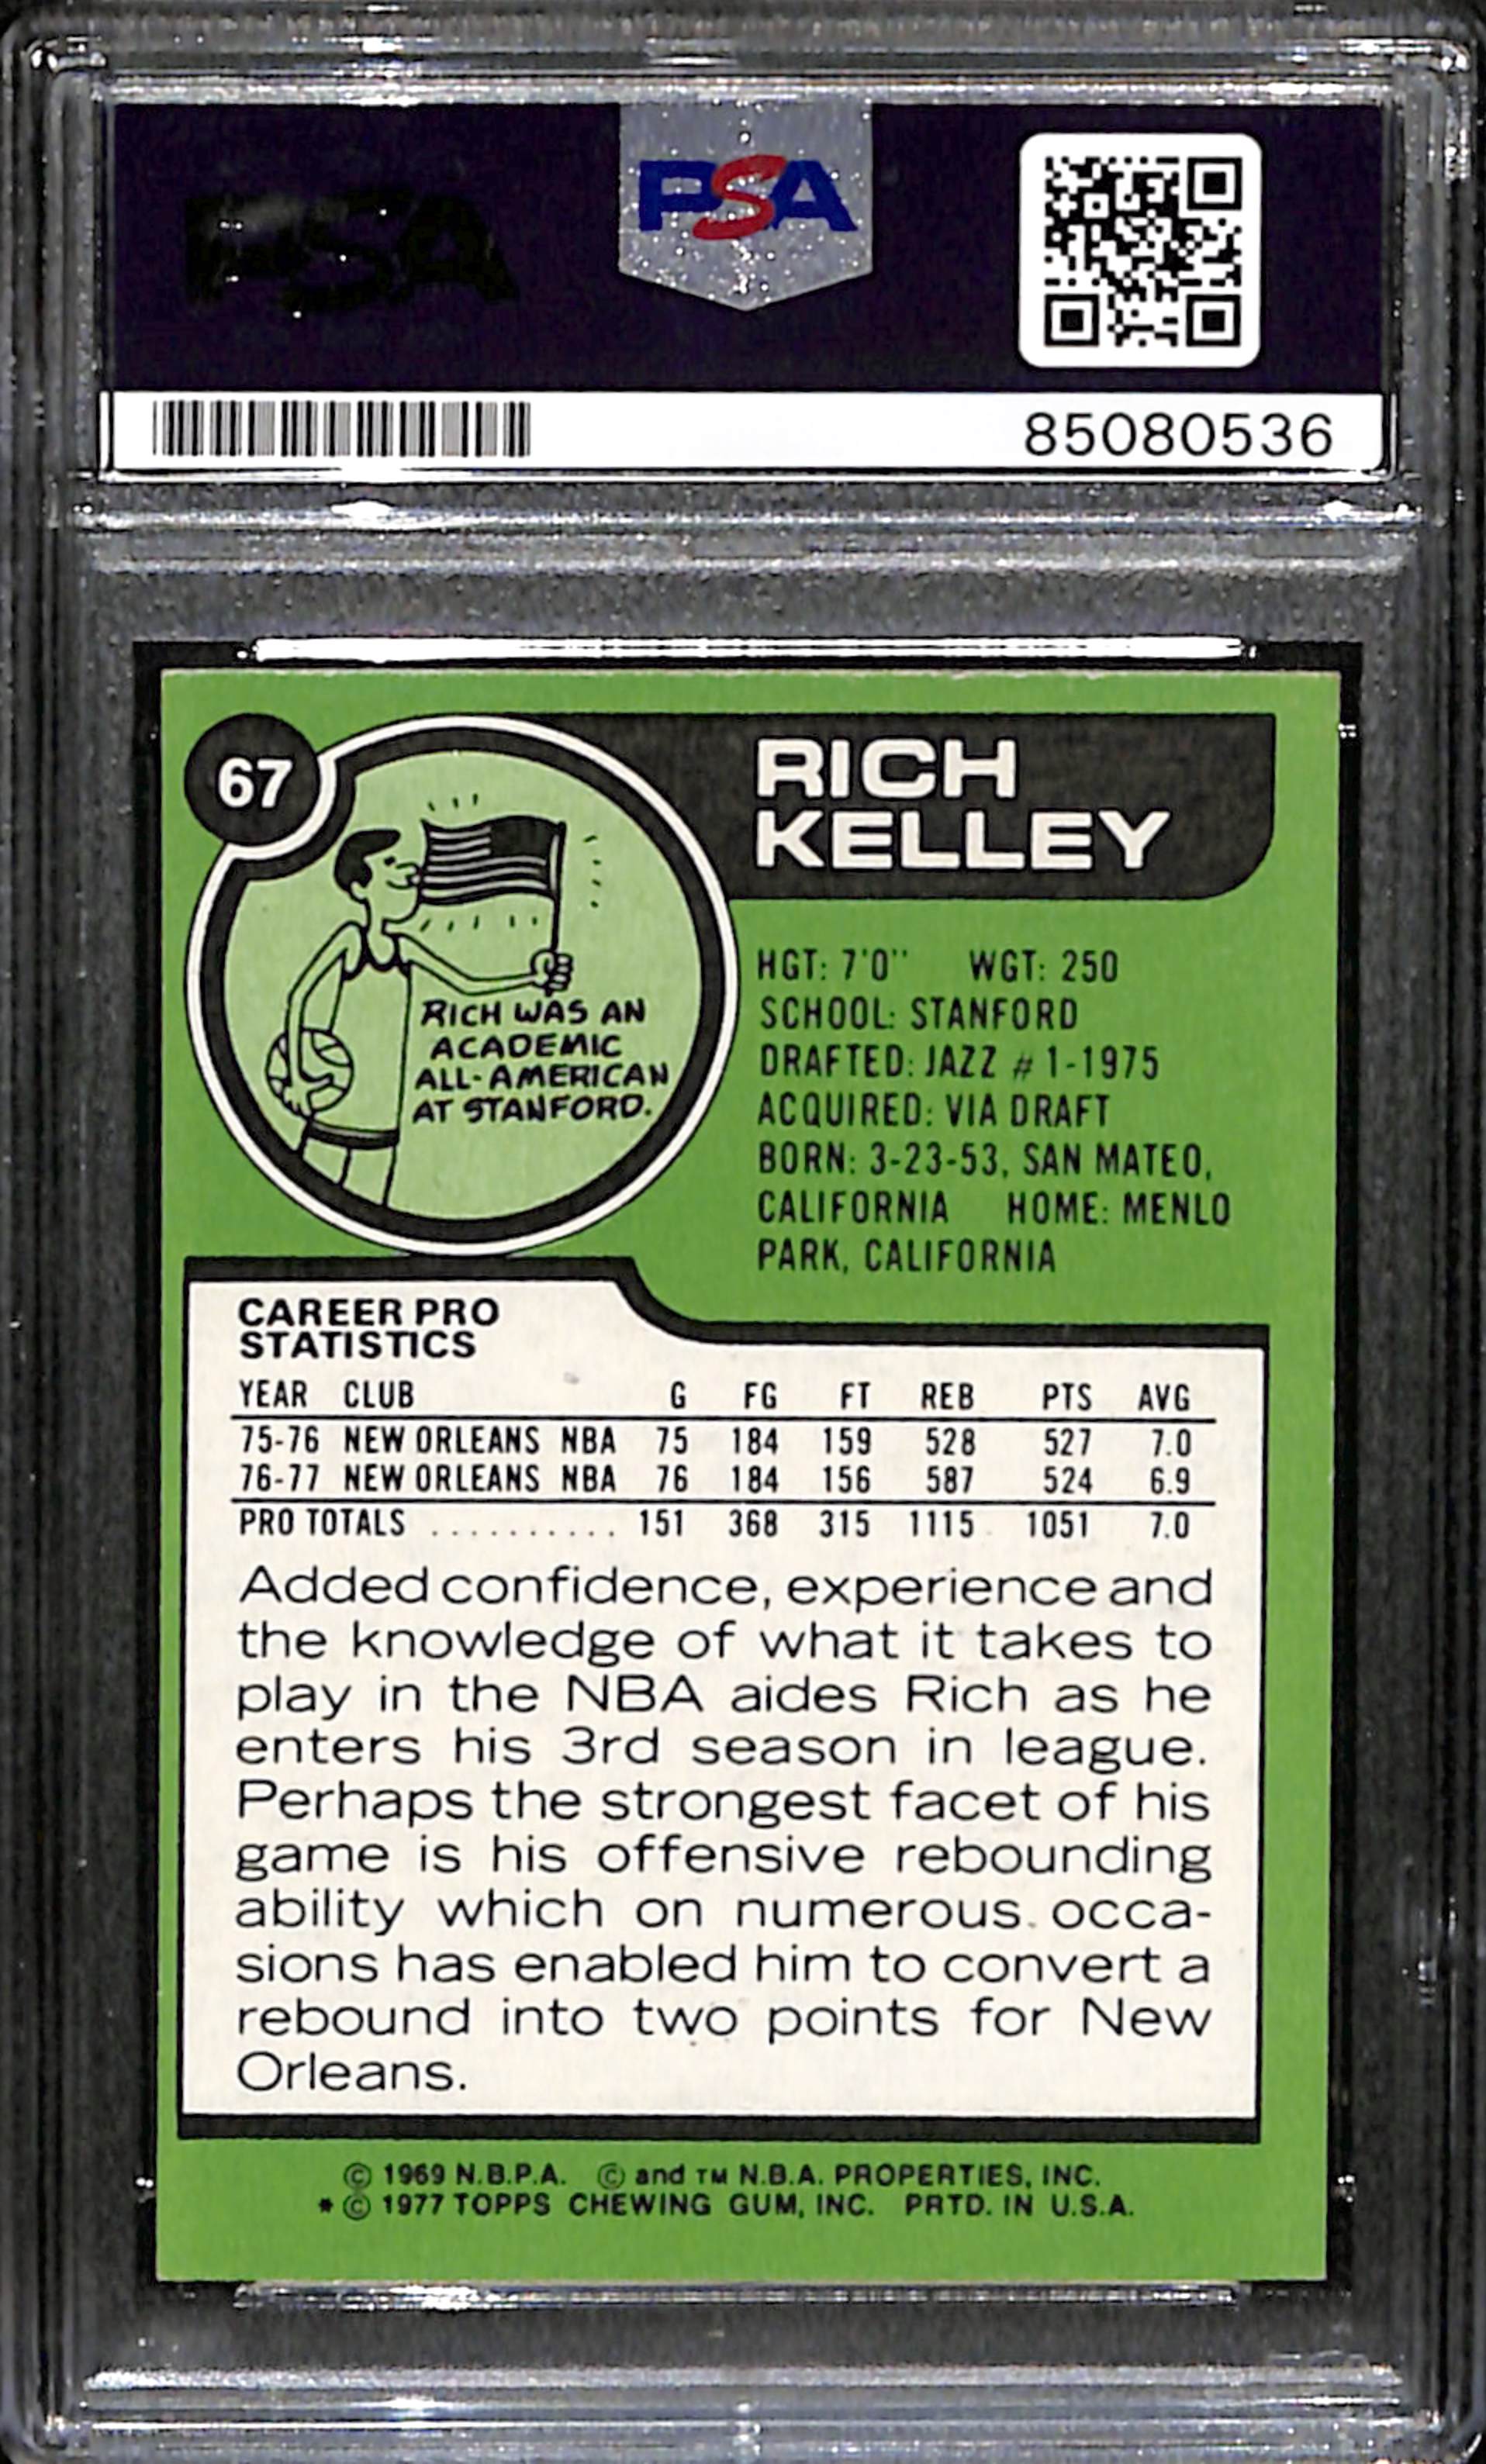 PSA
PSA
85080536
67
RICH
KELLEY
RICH WAS AN
ACADEMIC
ALL-AMERICAN
AT STANFORD.
HGT: 7'0" WGT: 250
SCHOOL: STANFORD
DRAFTED: JAZZ # 1-1975
ACQUIRED: VIA DRAFT
BORN: 3-23-53, SAN MATEO,
CALIFORNIA HOME: MENLO
PARK, CALIFORNIA
CAREER PRO
STATISTICS
YEAR CLUB G FG FT REB PTS AVG
75-76 NEW ORLEANS NBA 75 184 159 528 527 7.0
76-77 NEW ORLEANS NBA 76 184 156 587 524 6.9
PRO TOTALS .......... 151 368 315 1115 1051 7.0
Added confidence, experience and
the knowledge of what it takes to
play in the NBA aides Rich as he
enters his 3rd season in league.
Perhaps the strongest facet of his
game is his offensive rebounding
ability which on numerous occa-
sions has enabled him to convert a
rebound into two points for New
Orleans.
© 1969 N.B.P.A. © and TM N.B.A. PROPERTIES, INC.
* © 1977 TOPPS CHEWING GUM, INC. PRTD. IN U.S.A.